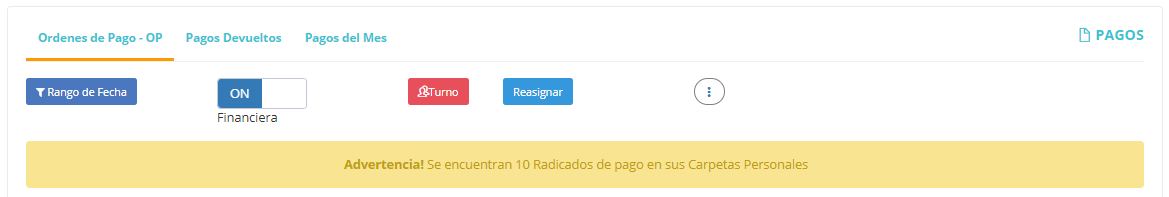 Ordenes de Pago - OP
Pagos Devueltos
Pagos del Mes
PAGOS
Rango de Fecha
ON
Turno
Reasignar
Financiera
Advertencia! Se encuentran 10 Radicados de pago en sus Carpetas Personales